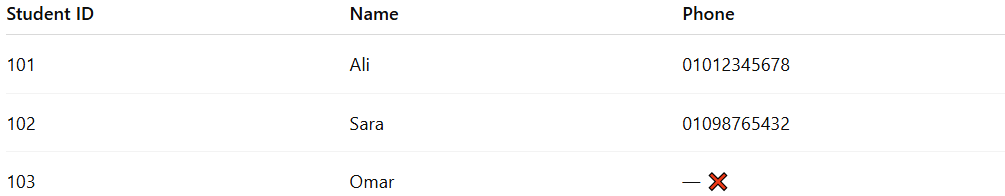 Student ID Name Phone
101 Ali 01012345678
102 Sara 01098765432
103 Omar — ❌